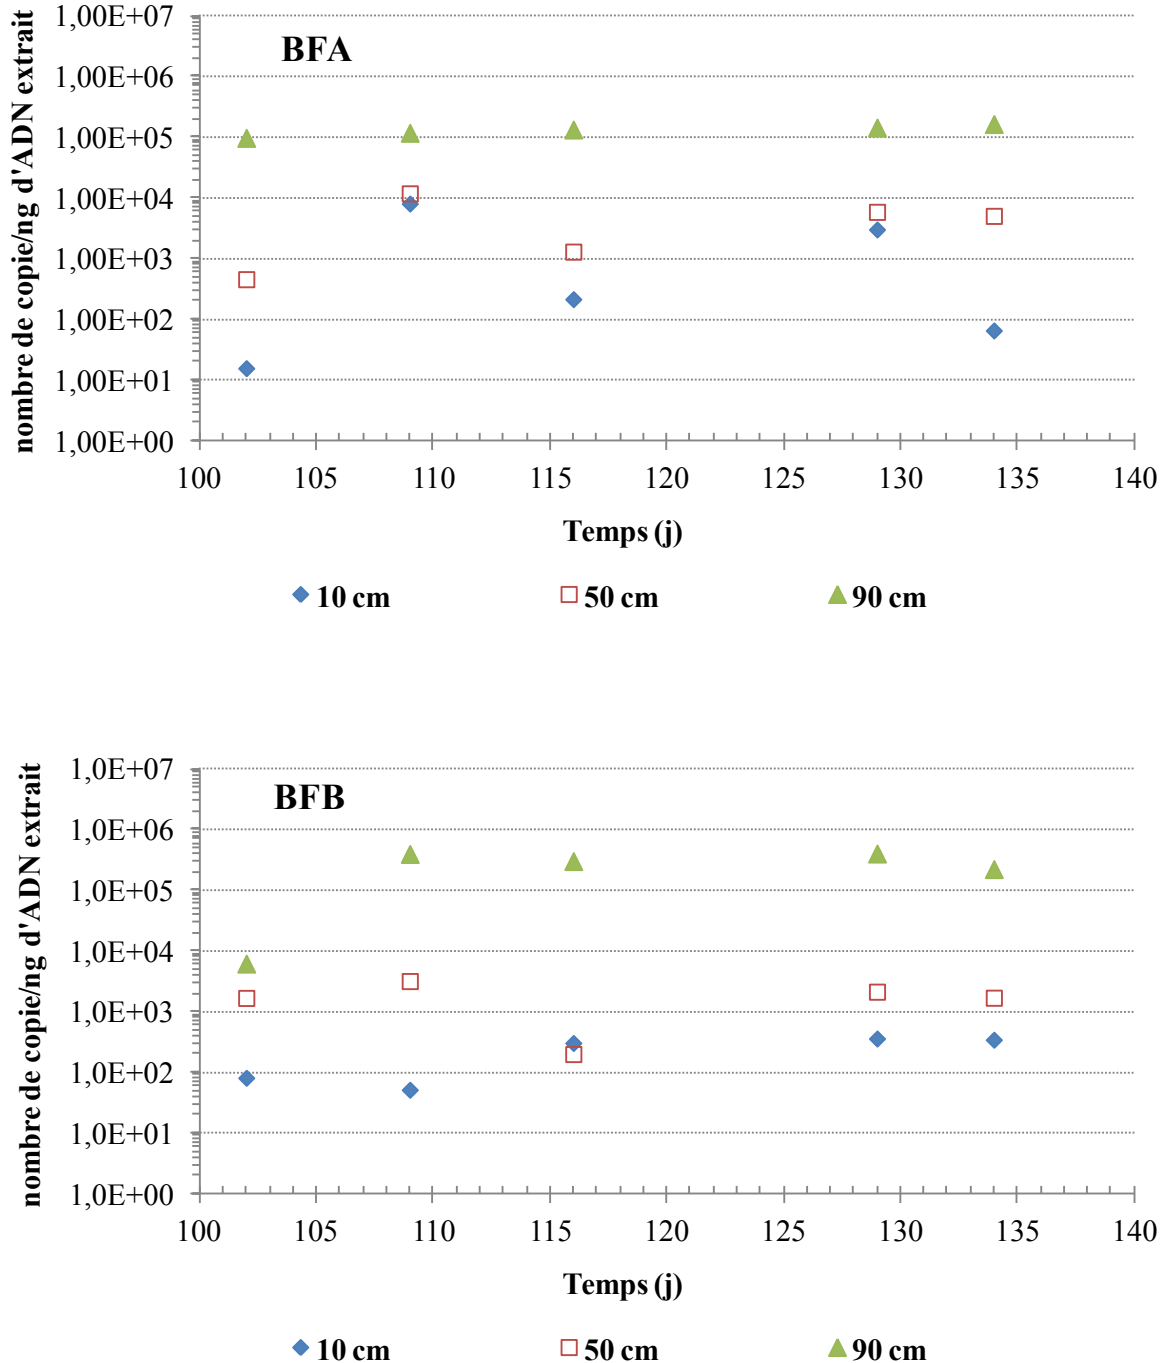 BFA
nombre de copie/ng d'ADN extrait
1,00E+07
1,00E+06
1,00E+05
1,00E+04
1,00E+03
1,00E+02
1,00E+01
1,00E+00
100 105 110 115 120 125 130 135 140
Temps (j)
10 cm 50 cm 90 cm
BFB
nombre de copie/ng d'ADN extrait
1,0E+07
1,0E+06
1,0E+05
1,0E+04
1,0E+03
1,0E+02
1,0E+01
1,0E+00
100 105 110 115 120 125 130 135 140
Temps (j)
10 cm 50 cm 90 cm